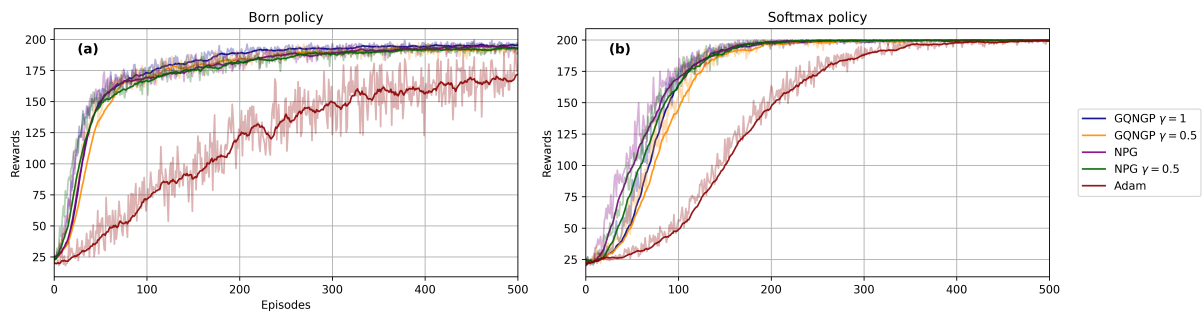 Born policy
(a)
200
175
150
125
100
75
50
25
Rewards
0
100
200
300
400
500
Episodes
Softmax policy
(b)
200
175
150
125
100
75
50
25
Rewards
0
100
200
300
400
500
GQNGP γ = 1
GQNGP γ = 0.5
NPG
NPG γ = 0.5
Adam